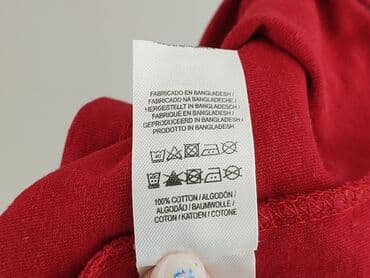 FABRICADO EN BANGLADESH /
FABRICADO NA BANGLADECHE /
HERGESTELLT IN BANGLADESCH /
FABRIQUÉ EN BANGLADESH /
GEPRODUCEERD IN BANGLADESH /
PRODOTTO IN BANGLADESH
100% COTTON / ALGODÓN /
ALGODÃO / BAUMWOLLE /
COTON / KATOEN / COTONE